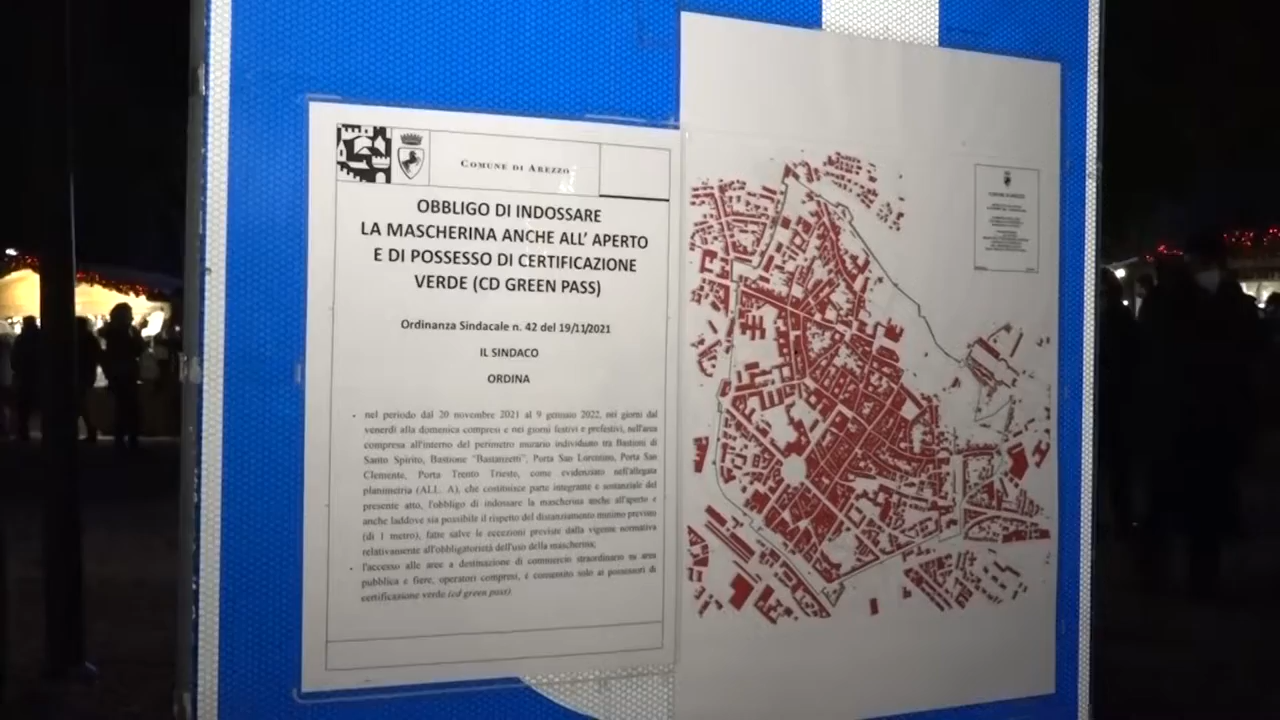 COMUNE DI AREZZO
OBBLIGO DI INDOSSARE
LA MASCHERINA ANCHE ALL' APERTO
E DI POSSESSO DI CERTIFICAZIONE
VERDE (CD GREEN PASS)
Ordinanza Sindacale n. 42 del 19/11/2021
IL SINDACO
ORDINA
- nel periodo dal 20 novembre 2021 al 9 gennaio 2022, nei giorni dal
venerdì alla domenica compresi e nei giorni festivi e prefestivi, nell'area
compresa all'interno del perimetro murario individuato tra Bastioni di
Santo Spirito, Bastione "Bastanzetti", Porta San Lorentino, Porta San
Clemente, Porta Trento Trieste, come evidenziato nell'allegata
planimetria (ALL. A), che costituisce parte integrante e sostanziale del
presente atto, l'obbligo di indossare la mascherina anche all'aperto e
anche laddove sia possibile il rispetto del distanziamento minimo previsto
(di 1 metro), fatte salve le eccezioni previste dalla vigente normativa
relativamente all'obbligatorietà dell'uso della mascherina;
- l'accesso alle aree a destinazione di commercio straordinario su area
pubblica e fiere, operatori compresi, è consentito solo ai possessori di
certificazione verde (cd green pass).